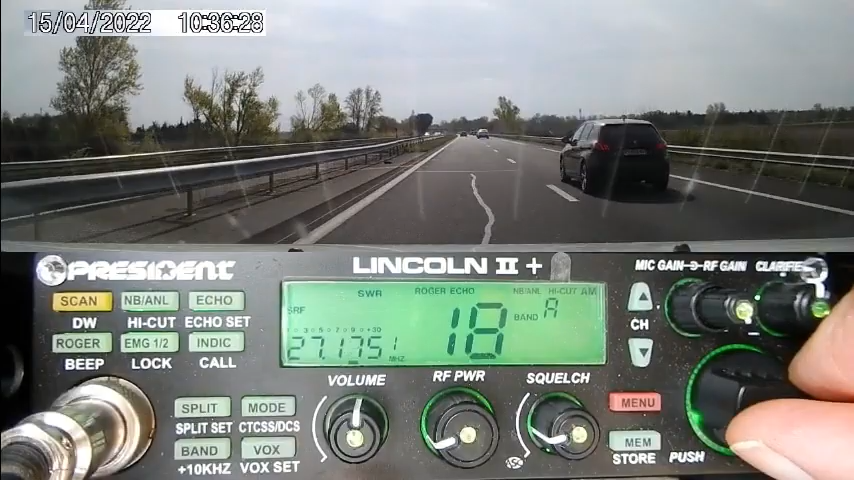 15/04/2022 10:36:28
PRESIDENT
LINCOLN II +
MIC GAIN RF GAIN CLARIFIER
SCAN NB/ANL ECHO
DW HI-CUT ECHO SET
ROGER EMG 1/2 INDIC
BEEP LOCK CALL
SWR ROGER ECHO NB/ANL HI-CUT AM
SRF
BAND A
18
27.175 MHZ
CH
VOLUME RF PWR SQUELCH
SPLIT MODE
SPLIT SET CTCSS/DCS
BAND VOX
+10KHZ VOX SET
MENU
MEM
STORE PUSH